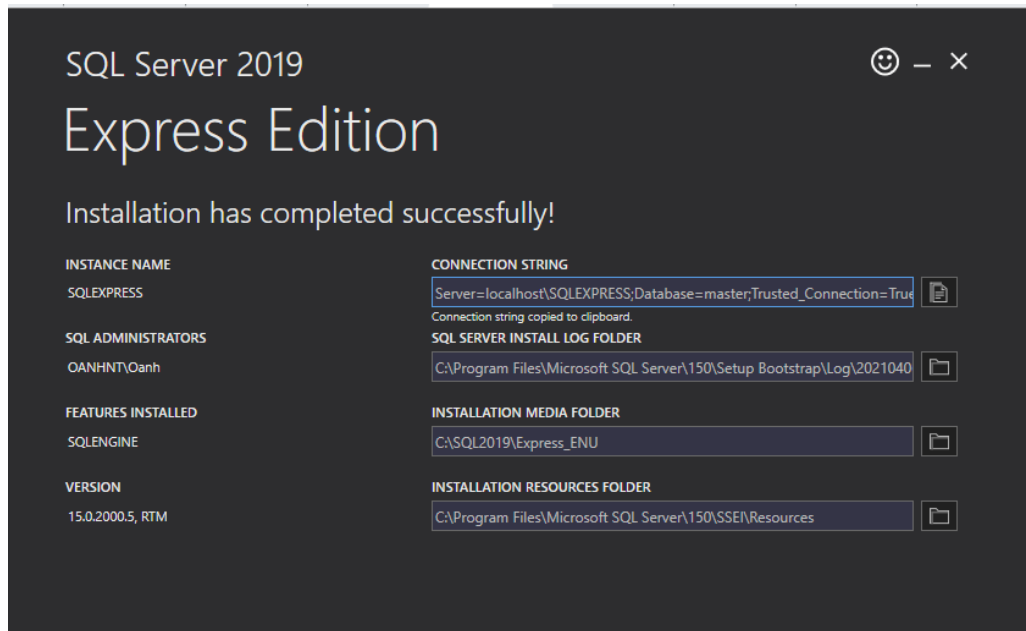 SQL Server 2019
Express Edition
Installation has completed successfully!
INSTANCE NAME
SQLEXPRESS
CONNECTION STRING
Server=localhost\SQLEXPRESS;Database=master;Trusted_Connection=True
Connection string copied to clipboard.
SQL ADMINISTRATORS
OANHNT\Oanh
SQL SERVER INSTALL LOG FOLDER
C:\Program Files\Microsoft SQL Server\150\Setup Bootstrap\Log\2021040
FEATURES INSTALLED
SQLENGINE
INSTALLATION MEDIA FOLDER
C:\SQL2019\Express_ENU
VERSION
15.0.2000.5, RTM
INSTALLATION RESOURCES FOLDER
C:\Program Files\Microsoft SQL Server\150\SSEI\Resources